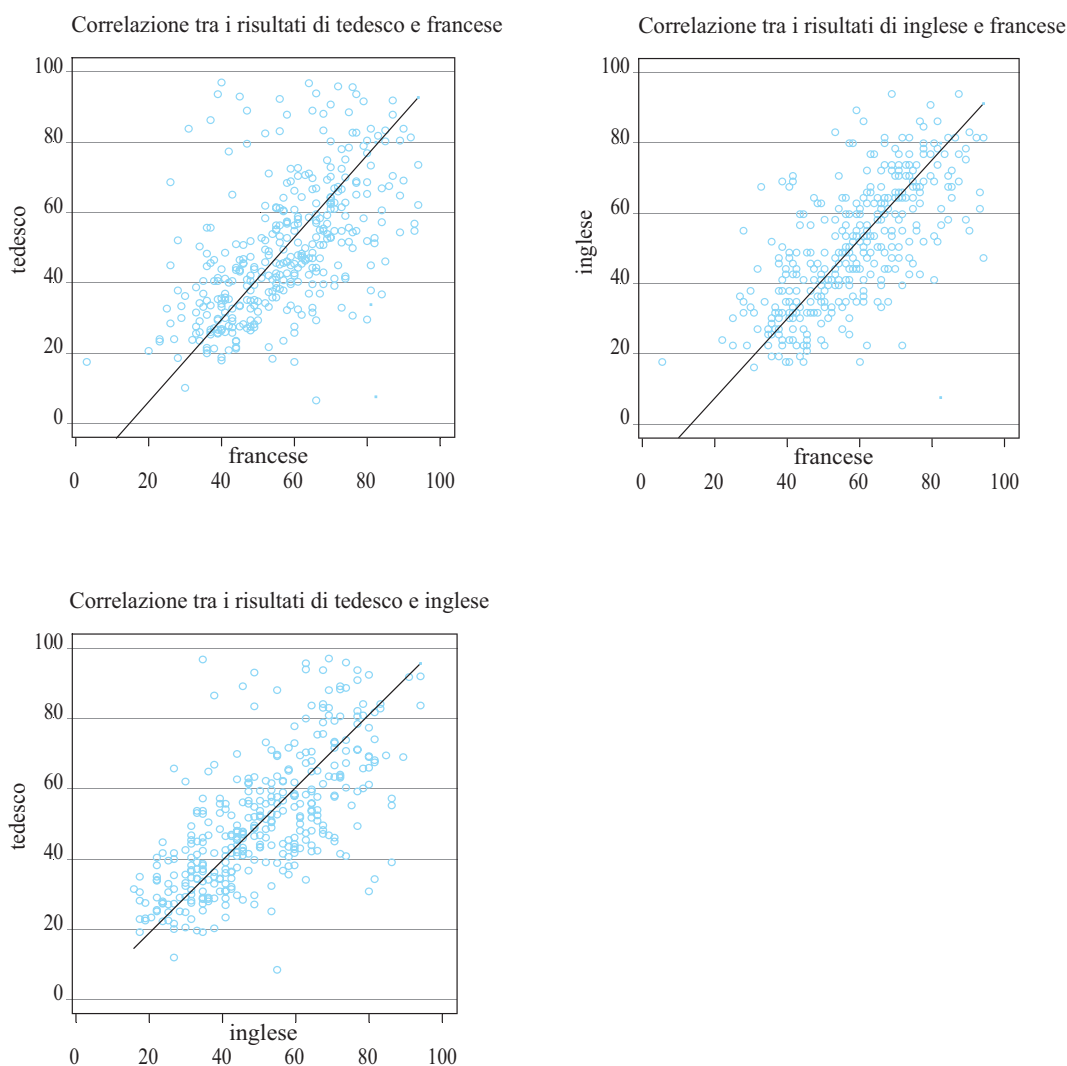 Correlazione tra i risultati di tedesco e francese
100
80
60
40
20
0
tedesco
francese
0 20 40 60 80 100
Correlazione tra i risultati di inglese e francese
100
80
60
40
20
0
inglese
francese
0 20 40 60 80 100
Correlazione tra i risultati di tedesco e inglese
100
80
60
40
20
0
tedesco
inglese
0 20 40 60 80 100